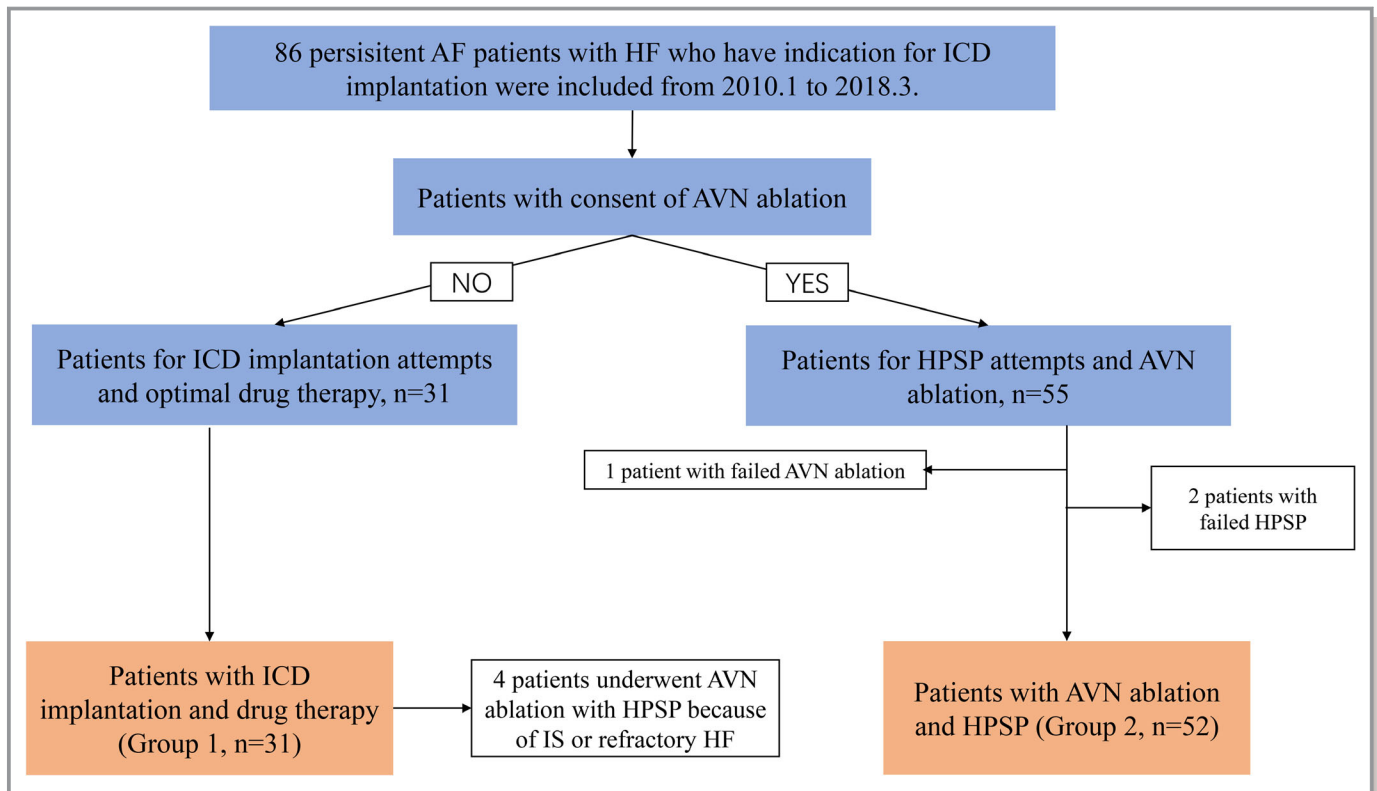 86 persisitent AF patients with HF who have indication for ICD
implantation were included from 2010.1 to 2018.3.
Patients with consent of AVN ablation
NO
YES
Patients for ICD implantation attempts
and optimal drug therapy, n=31
Patients for HPSP attempts and AVN
ablation, n=55
1 patient with failed AVN ablation
2 patients with
failed HPSP
Patients with ICD
implantation and drug therapy
(Group 1, n=31)
4 patients underwent AVN
ablation with HPSP because
of IS or refractory HF
Patients with AVN ablation
and HPSP (Group 2, n=52)